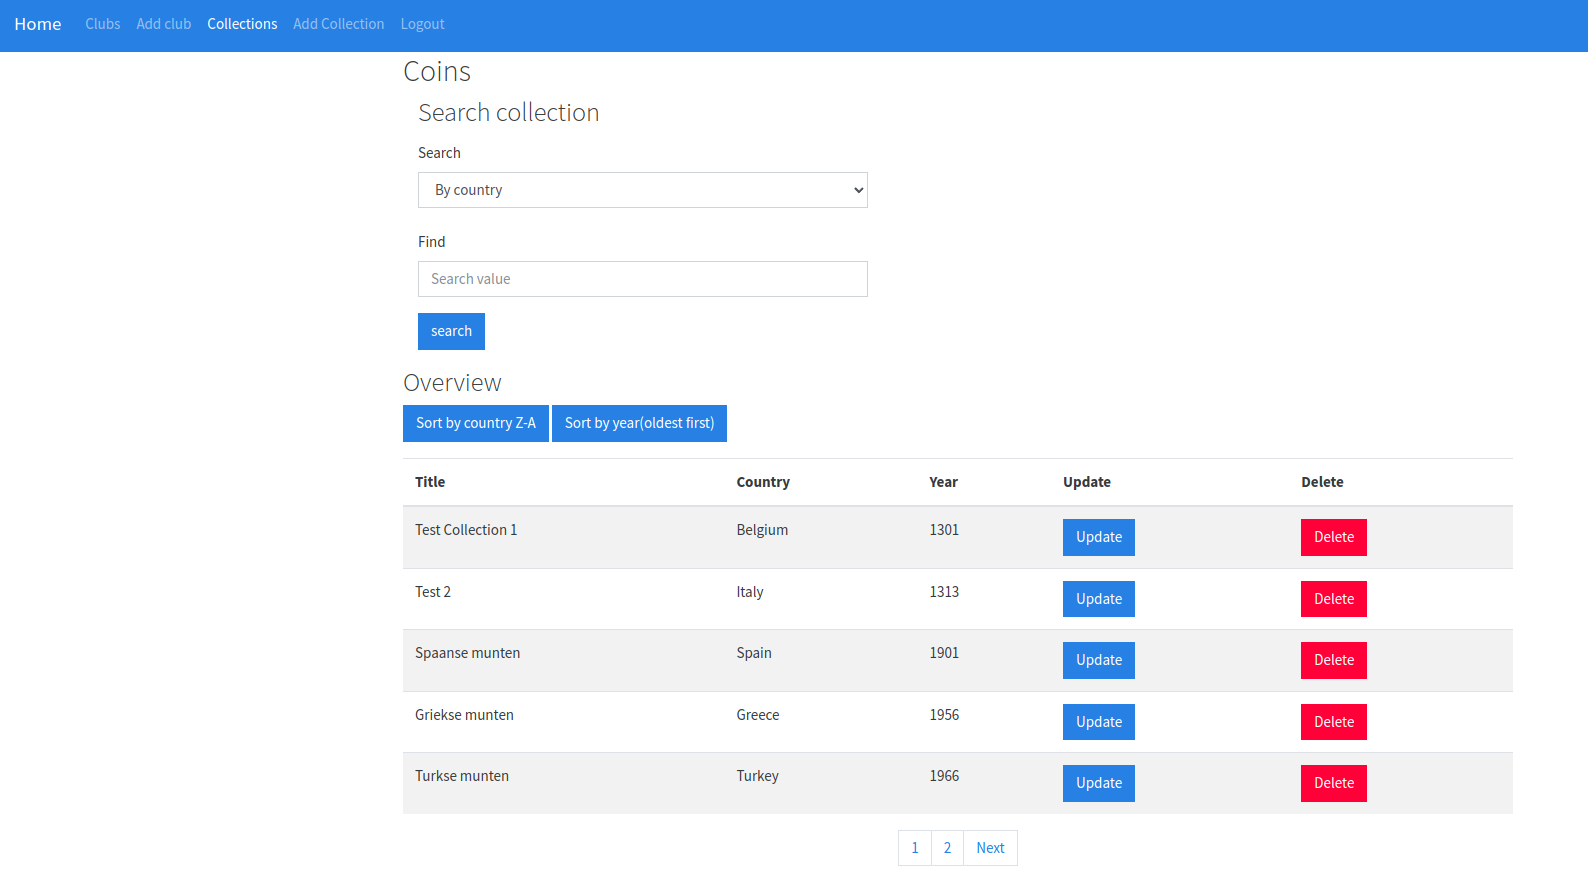 Home Clubs Add club Collections Add Collection Logout
Coins
Search collection
Search
By country
Find
Search value
search
Overview
Sort by country Z-A Sort by year(oldest first)
Title Country Year Update Delete
Test Collection 1 Belgium 1301 Update Delete
Test 2 Italy 1313 Update Delete
Spaanse munten Spain 1901 Update Delete
Griekse munten Greece 1956 Update Delete
Turkse munten Turkey 1966 Update Delete
1 2 Next